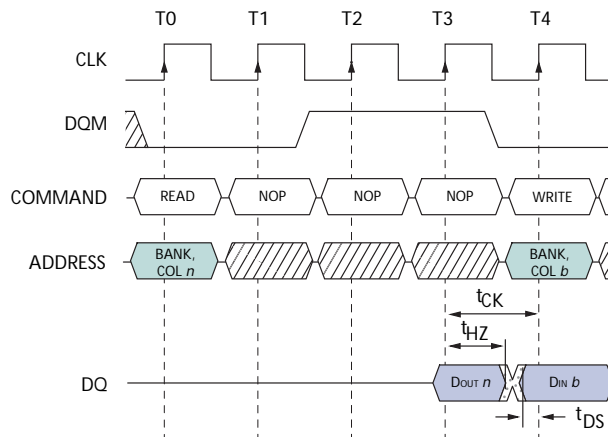 T0 T1 T2 T3 T4
CLK
DQM
COMMAND READ NOP NOP NOP WRITE
ADDRESS BANK, COL n BANK, COL b
tCK
tHZ
DQ DOUT n DIN b
tDS